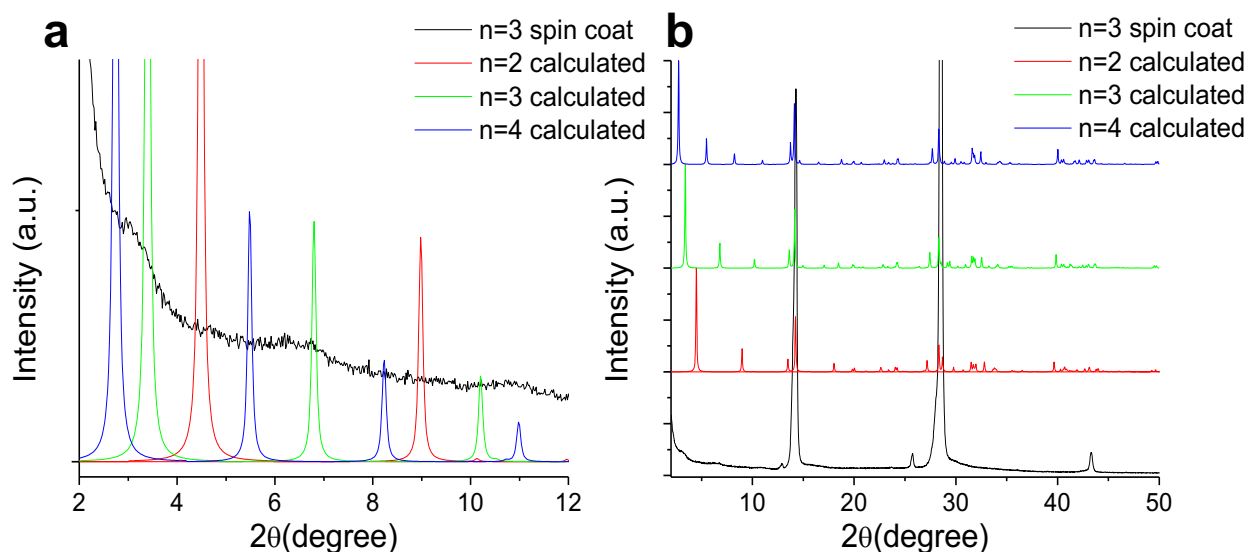 a
n=3 spin coat
n=2 calculated
n=3 calculated
n=4 calculated
Intensity (a.u.)
2 4 6 8 10 12
2θ(degree)
b
n=3 spin coat
n=2 calculated
n=3 calculated
n=4 calculated
Intensity (a.u.)
10 20 30 40 50
2θ(degree)